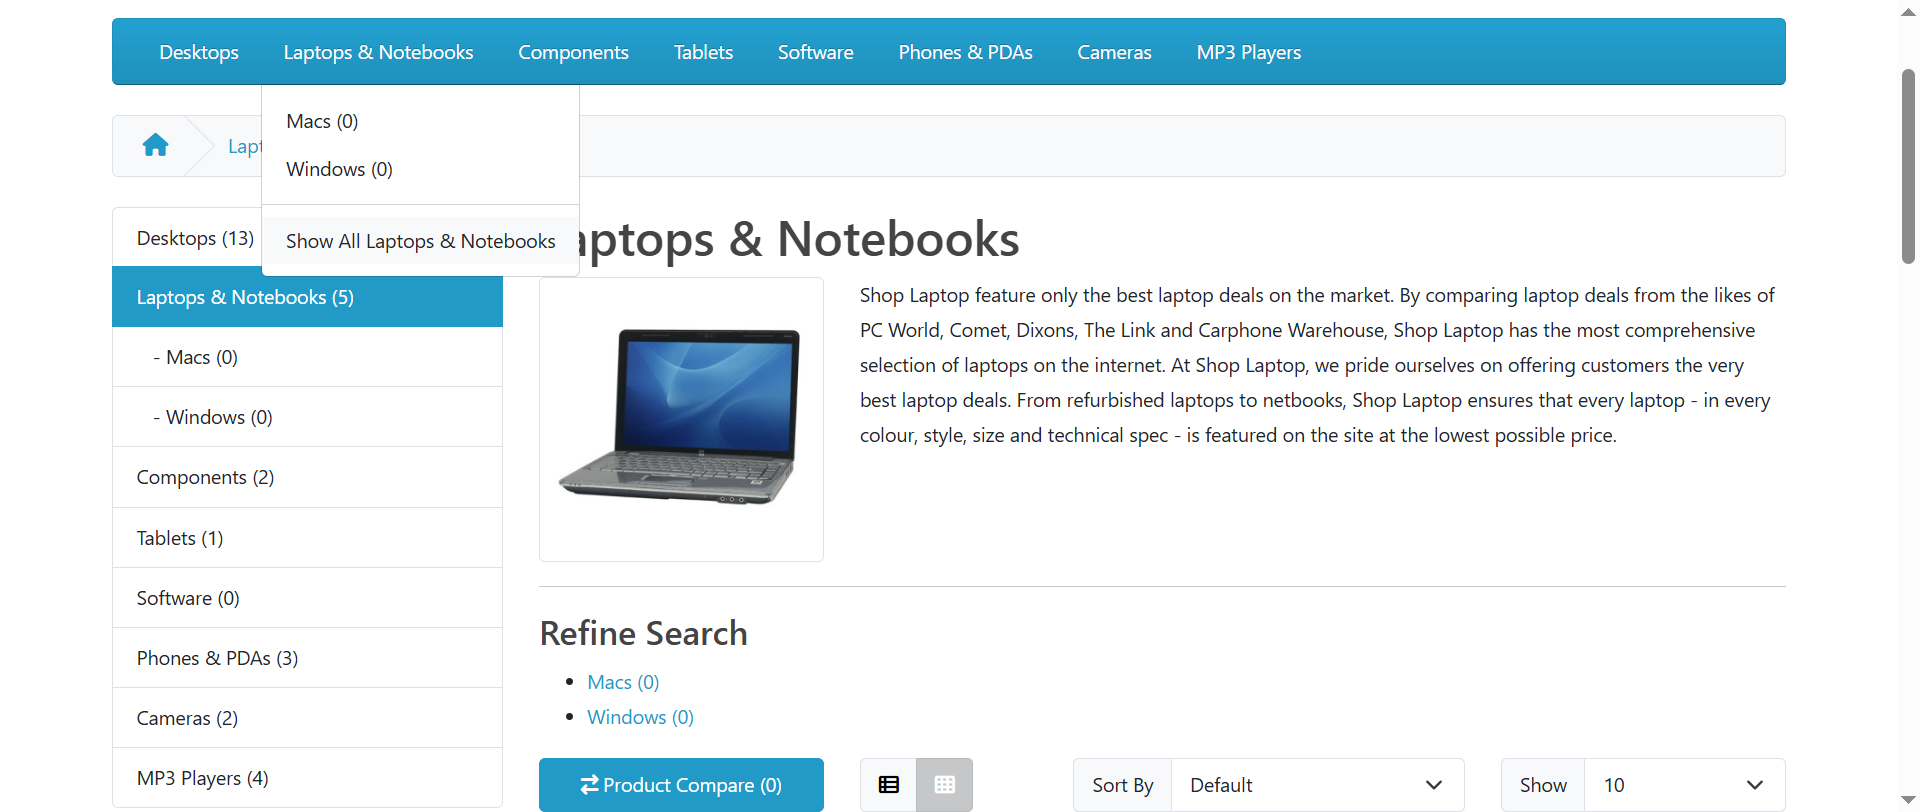 Desktops
Laptops & Notebooks
Components
Tablets
Software
Phones & PDAs
Cameras
MP3 Players
Macs (0)
Windows (0)
Show All Laptops & Notebooks
Lapt
Desktops (13)
Laptops & Notebooks (5)
- Macs (0)
- Windows (0)
Components (2)
Tablets (1)
Software (0)
Phones & PDAs (3)
Cameras (2)
MP3 Players (4)
aptops & Notebooks
Shop Laptop feature only the best laptop deals on the market. By comparing laptop deals from the likes of
PC World, Comet, Dixons, The Link and Carphone Warehouse, Shop Laptop has the most comprehensive
selection of laptops on the internet. At Shop Laptop, we pride ourselves on offering customers the very
best laptop deals. From refurbished laptops to netbooks, Shop Laptop ensures that every laptop - in every
colour, style, size and technical spec - is featured on the site at the lowest possible price.
Refine Search
Macs (0)
Windows (0)
Product Compare (0)
Sort By
Default
Show
10